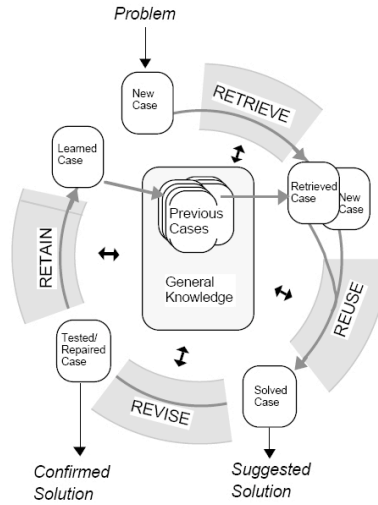 Problem
New
Case
RETRIEVE
Learned
Case
Retrieved
Case
New
Case
Previous
Cases
General
Knowledge
RETAIN
REUSE
Tested/
Repaired
Case
REVISE
Solved
Case
Confirmed
Solution
Suggested
Solution